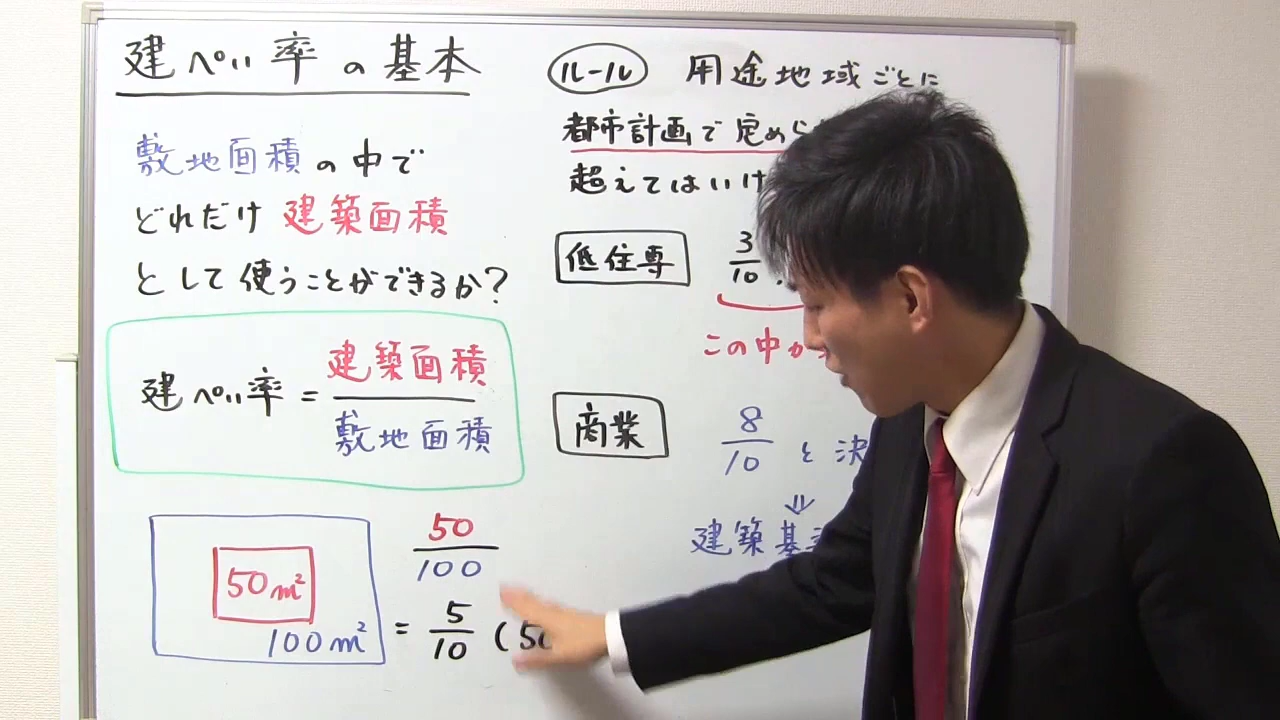 建ぺい率の基本
敷地面積の中で
どれだけ建築面積
として使うことができるか?
建ぺい率=建築面積/敷地面積
50m²
100m²
50/100
=5/10(50
ルール 用途地域ごとに
都市計画で定めら
超えてはいけ
低住専 3/10
この中か
商業 8/10と決
⇓
建築基